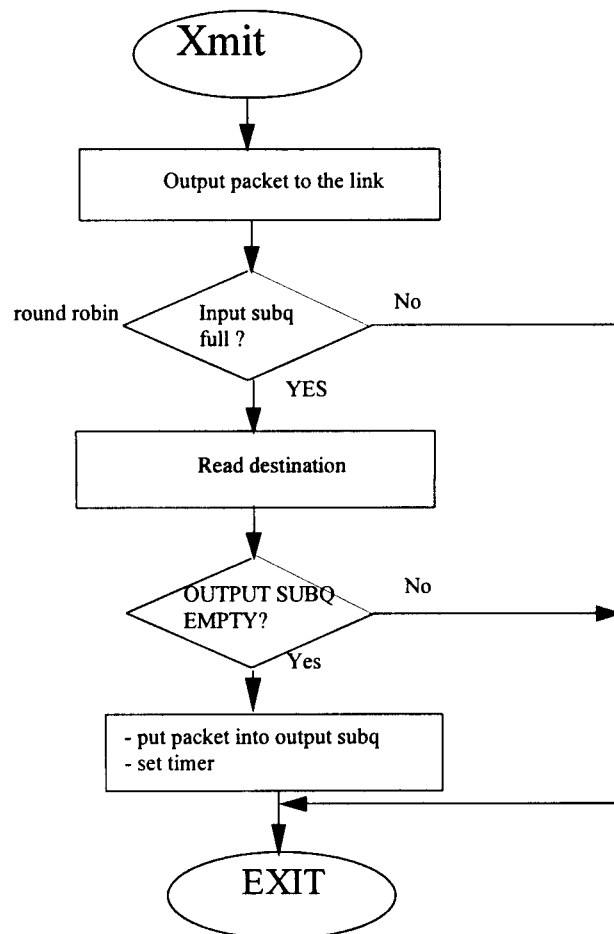 Xmit
Output packet to the link
round robin
Input subq
full ?
No
YES
Read destination
OUTPUT SUBQ
EMPTY?
No
Yes
- put packet into output subq
- set timer
EXIT